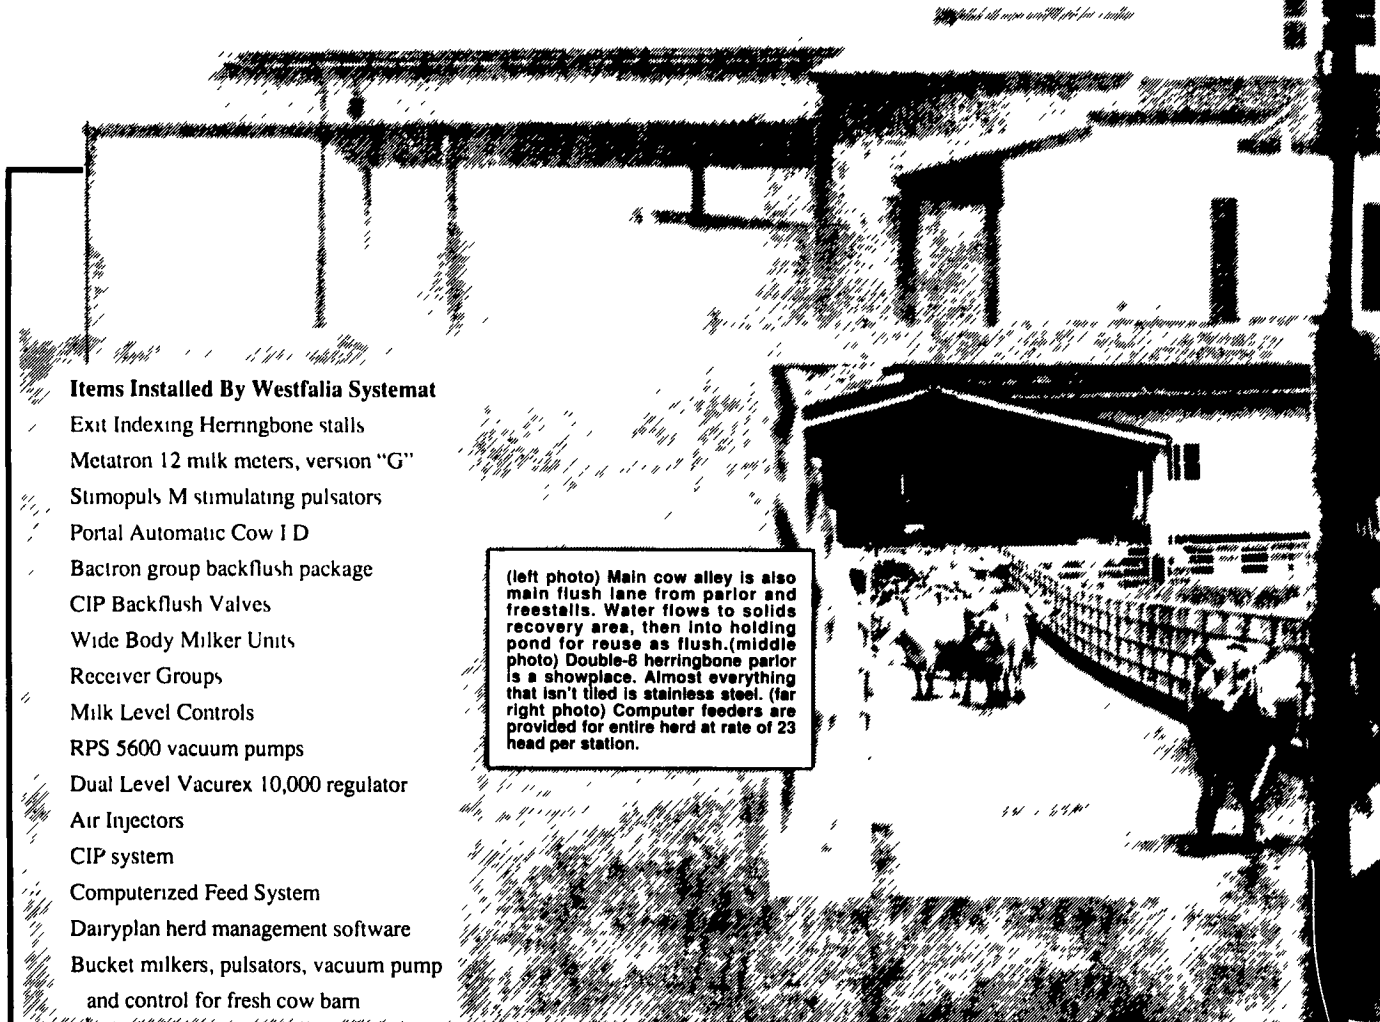 Items Installed By Westfalia Systemat
Exit Indexing Herringbone stalls
Metatron 12 milk meters, version "G"
Stimopuls M stimulating pulsators
Portal Automatic Cow I D
Bactron group backflush package
CIP Backflush Valves
Wide Body Milker Units
Receiver Groups
Milk Level Controls
RPS 5600 vacuum pumps
Dual Level Vacurex 10,000 regulator
Air Injectors
CIP system
Computerized Feed System
Dairyplan herd management software
Bucket milkers, pulsators, vacuum pump
and control for fresh cow barn
(left photo) Main cow alley is also
main flush lane from parlor and
freestalls. Water flows to solids
recovery area, then into holding
pond for reuse as flush.(middle
photo) Double-8 herringbone parlor
is a showplace. Almost everything
that isn't tiled is stainless steel. (far
right photo) Computer feeders are
provided for entire herd at rate of 23
head per station.